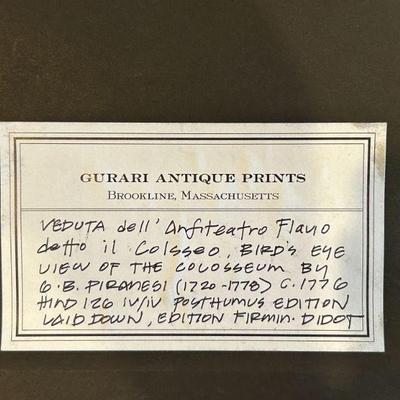 GURARI ANTIQUE PRINTS
BROOKLINE, MASSACHUSETTS
VEDUTA dell' Anfiteatro Flavo
detto il Colsseo, BIRD'S EYE
VIEW OF THE COLOSSEUM BY
G.B. PIRANESI (1720-1778) C.1776
HIND 126 IV/IV POSTHUMUS EDITION
LAID DOWN, EDITION FIRMIN. DIDOT